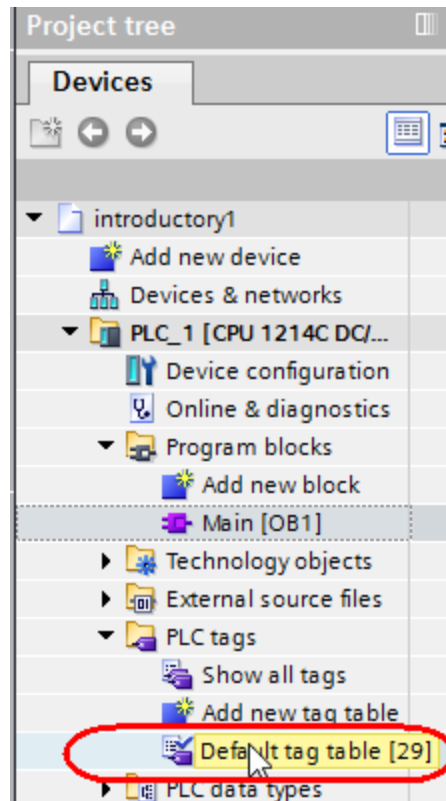 Project tree
Devices
introductory1
Add new device
Devices & networks
PLC_1 [CPU 1214C DC/...
Device configuration
Online & diagnostics
Program blocks
Add new block
Main [OB1]
Technology objects
External source files
PLC tags
Show all tags
Add new tag table
Default tag table [29]
PLC data types